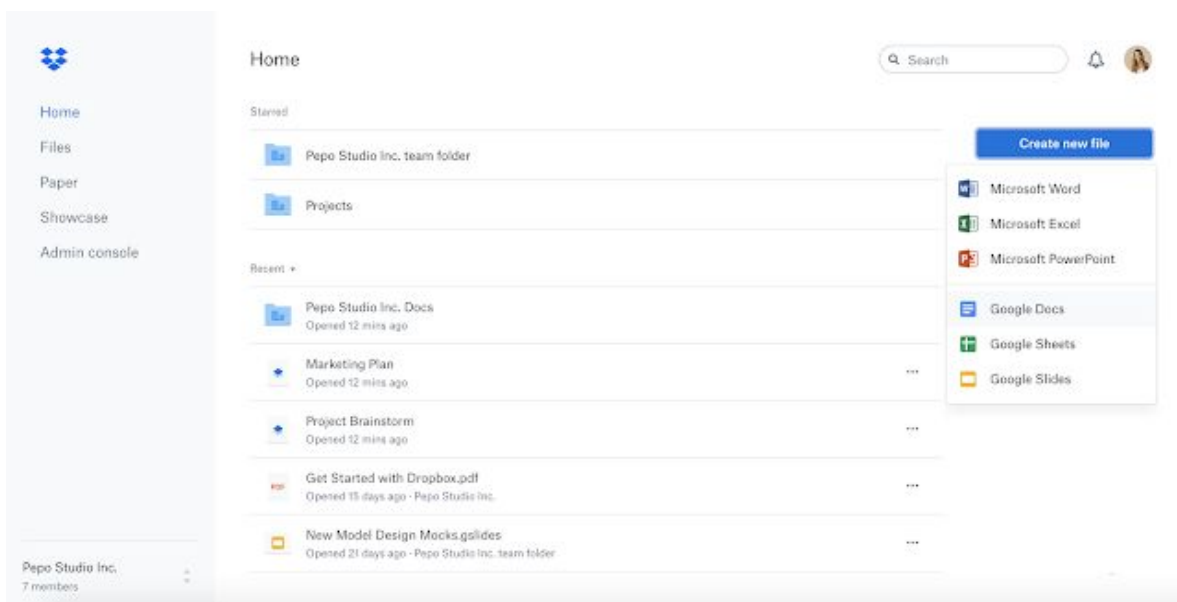 Home
Search
Home
Files
Paper
Showcase
Admin console
Starred
Pepo Studio Inc. team folder
Projects
Recent
Pepo Studio Inc. Docs
Opened 12 mins ago
Marketing Plan
Opened 12 mins ago
Project Brainstorm
Opened 12 mins ago
PDF
Get Started with Dropbox.pdf
Opened 15 days ago · Pepo Studio Inc.
New Model Design Mocks.gslides
Opened 21 days ago · Pepo Studio Inc. team folder
Create new file
Microsoft Word
Microsoft Excel
Microsoft PowerPoint
Google Docs
Google Sheets
Google Slides
Pepo Studio Inc.
7 members